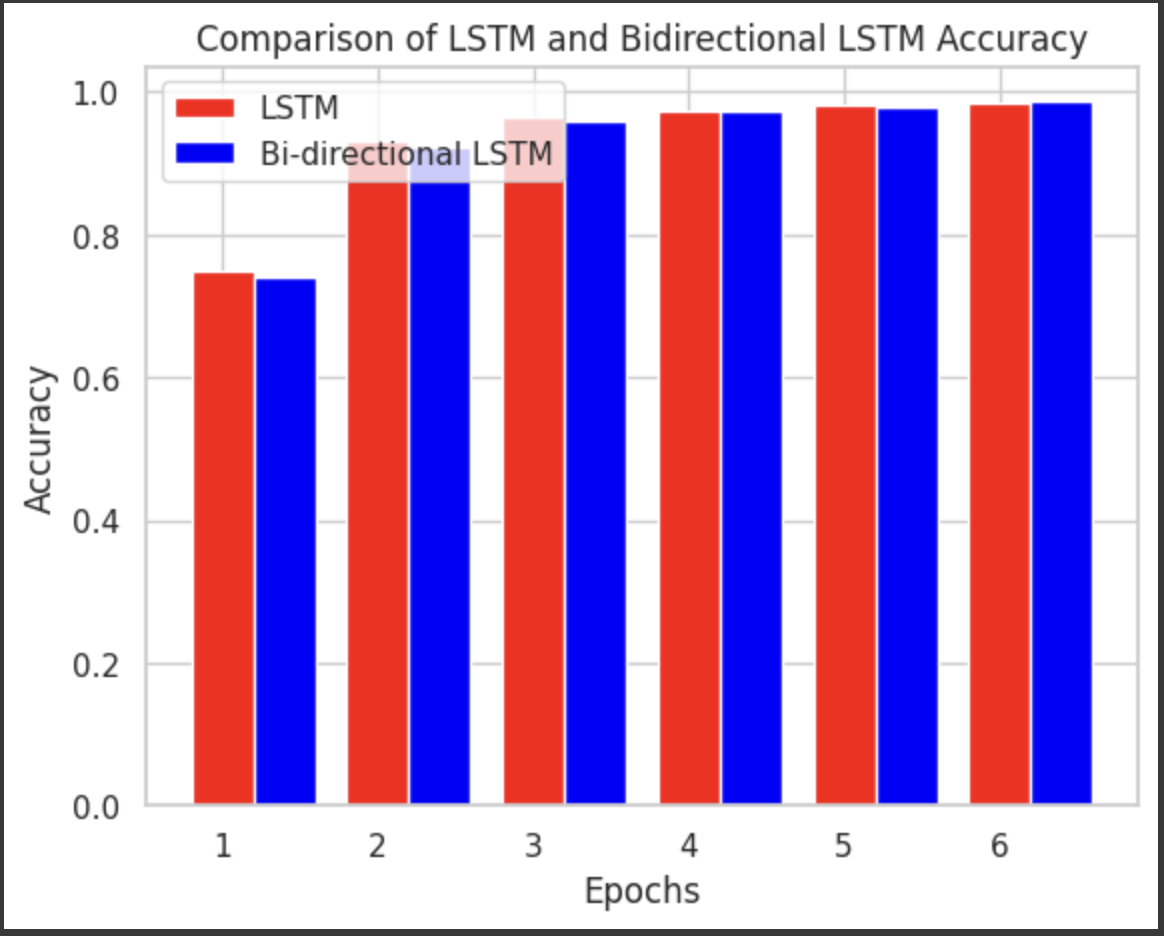 Comparison of LSTM and Bidirectional LSTM Accuracy
LSTM
Bi-directional LSTM
1.0
0.8
0.6
0.4
0.2
0.0
Accuracy
1 2 3 4 5 6
Epochs